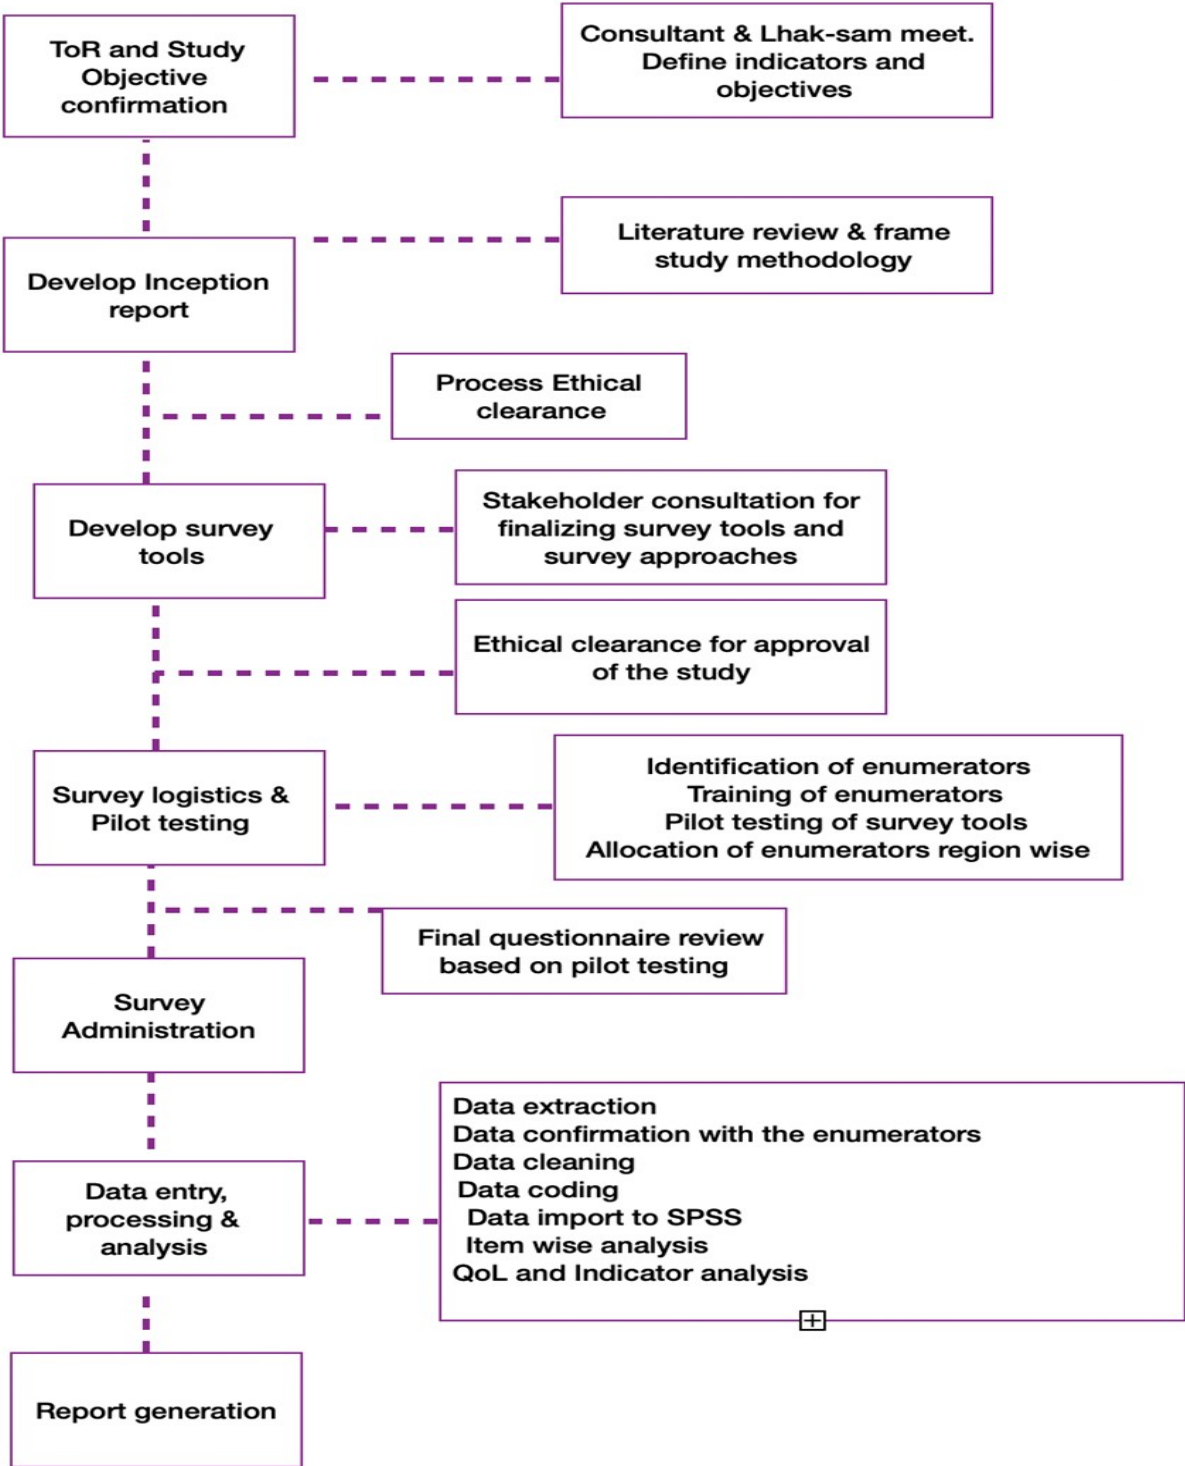 ToR and Study
Objective
confirmation
Consultant & Lhak-sam meet.
Define indicators and
objectives
Develop Inception
report
Literature review & frame
study methodology
Process Ethical
clearance
Develop survey
tools
Stakeholder consultation for
finalizing survey tools and
survey approaches
Ethical clearance for approval
of the study
Survey logistics &
Pilot testing
Identification of enumerators
Training of enumerators
Pilot testing of survey tools
Allocation of enumerators region wise
Final questionnaire review
based on pilot testing
Survey
Administration
Data entry,
processing &
analysis
Data extraction
Data confirmation with the enumerators
Data cleaning
Data coding
Data import to SPSS
Item wise analysis
QoL and Indicator analysis
Report generation